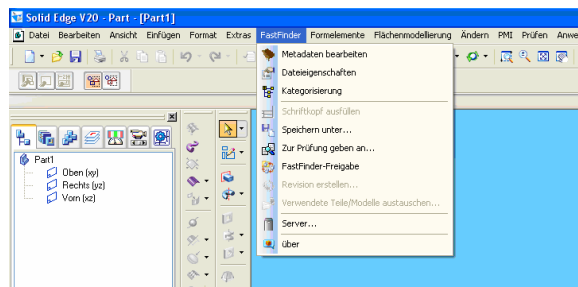 Solid Edge V20 - Part - [Part1]
Datei Bearbeiten Ansicht Einfügen Format Extras FastFinder Formelemente Flächenmodellierung Ändern PMI Prüfen Anwe
Metadaten bearbeiten
Dateieigenschaften
Kategorisierung
Schriftkopf ausfüllen
Speichern unter...
Zur Prüfung geben an...
FastFinder-Freigabe
Revision erstellen...
Verwendete Teile/Modelle austauschen...
Server...
über
Part1
Oben (xy)
Rechts (yz)
Vorn (xz)